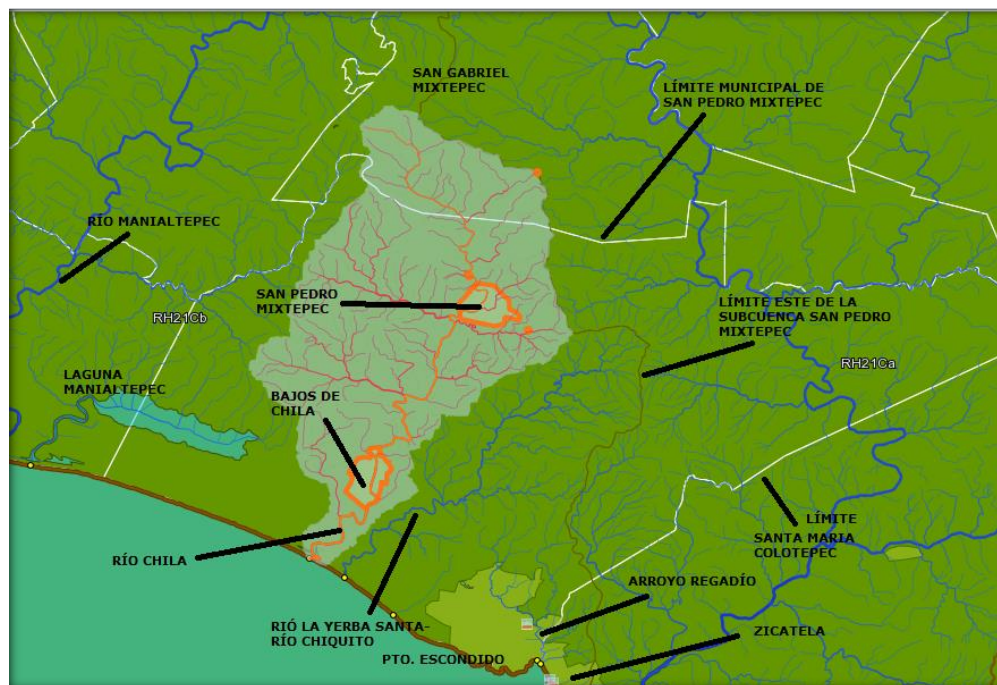 SAN GABRIEL
MIXTEPEC
LÍMITE MUNICIPAL DE
SAN PEDRO MIXTEPEC
RÍO MANIALTEPEC
SAN PEDRO
MIXTEPEC
LÍMITE ESTE DE LA
SUBCUENCA SAN PEDRO
MIXTEPEC
RH21Cb
RH21Ca
LAGUNA
MANIALTEPEC
BAJOS DE
CHILA
LÍMITE
SANTA MARIA
COLOTEPEC
RÍO CHILA
ARROYO REGADÍO
RIÓ LA YERBA SANTA-
RÍO CHIQUITO
ZICATELA
PTO. ESCONDIDO